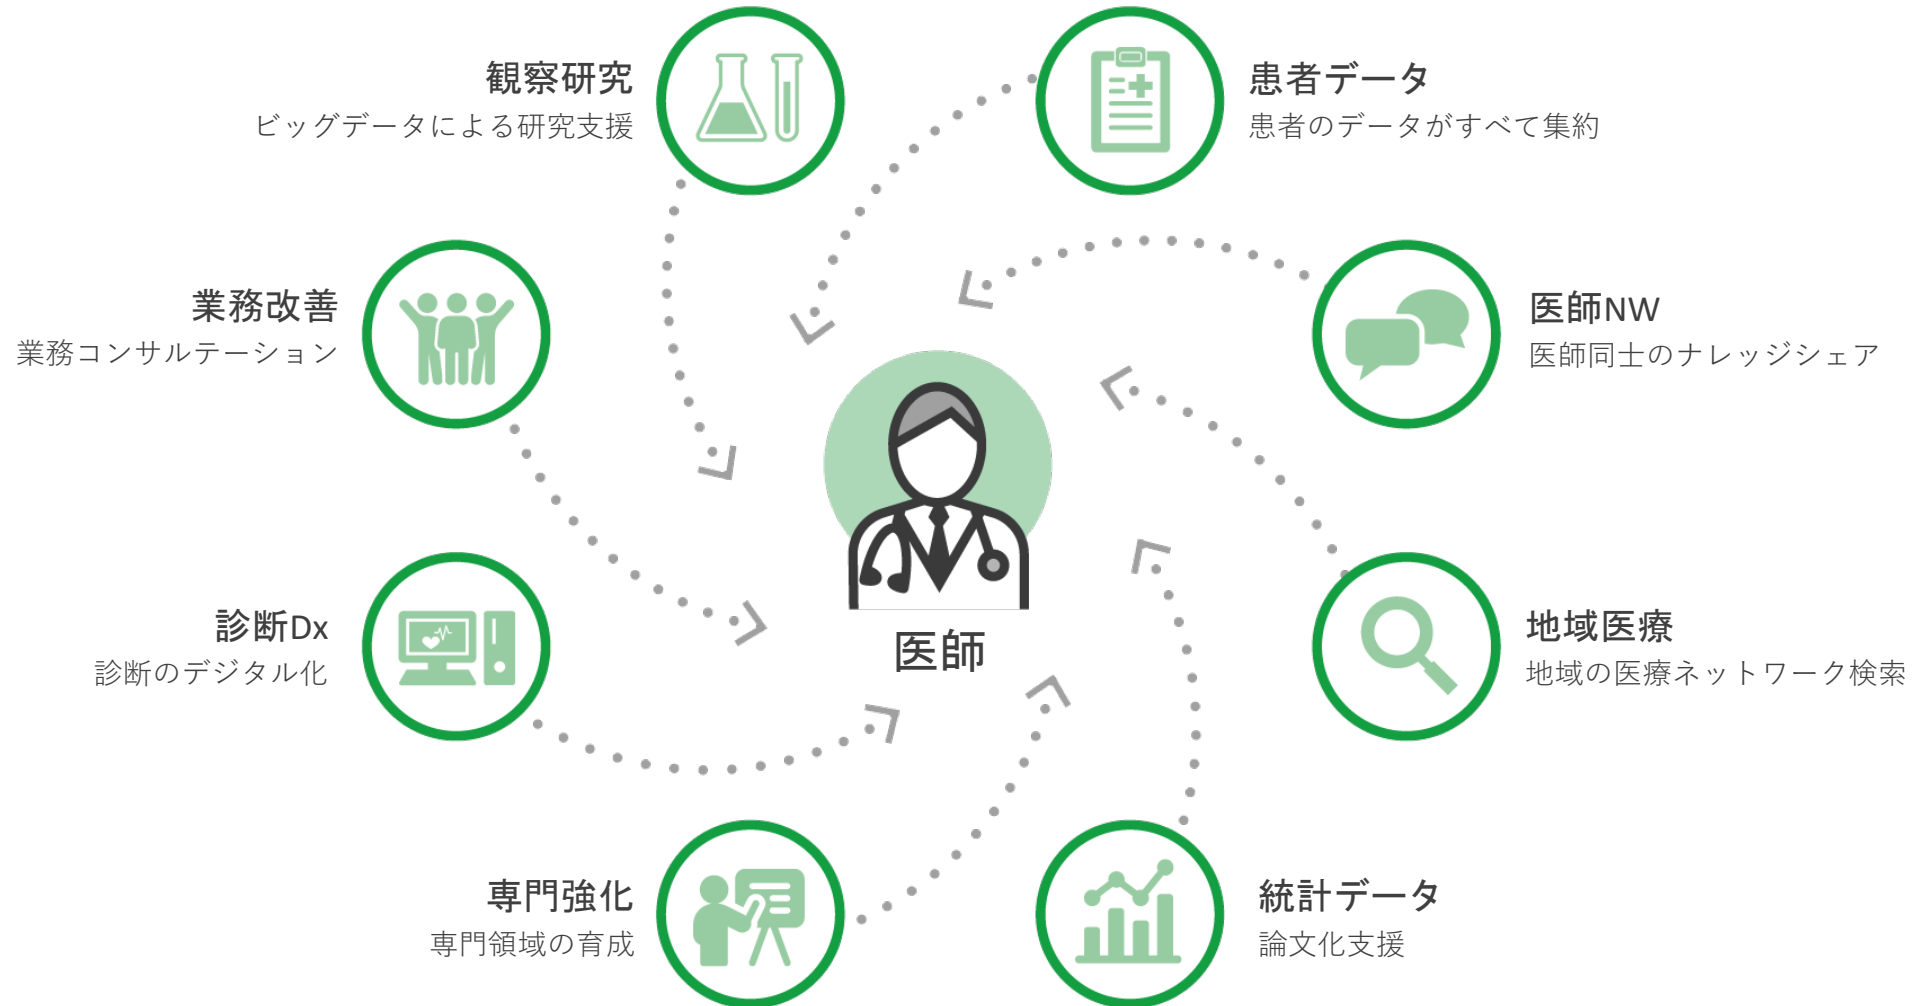 観察研究
ビッグデータによる研究支援
患者データ
患者のデータがすべて集約
業務改善
業務コンサルテーション
医師NW
医師同士のナレッジシェア
医師
診断Dx
診断のデジタル化
地域医療
地域の医療ネットワーク検索
専門強化
専門領域の育成
統計データ
論文化支援